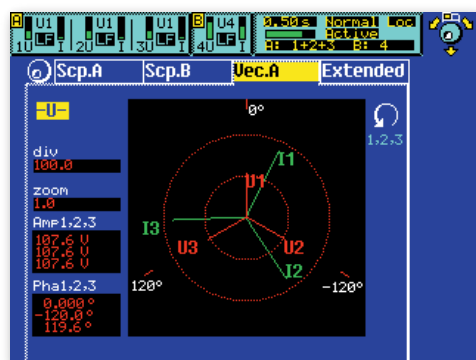 A U1 U1 U1 B U4 0.50s Normal Loc
LF LF LF LF Active
1U I 2U I 3U I 4U I A: 1+2+3 B: 4
Scp.A Scp.B Vec.A Extended
-U-
0°
1,2,3
div
100.0
zoom
1.0
Amp1,2,3
107.6 V
107.6 V
107.6 V
Pha1,2,3
0.000°
-120.0°
119.6°
I1
U1
I3
U3
U2
I2
120°
-120°